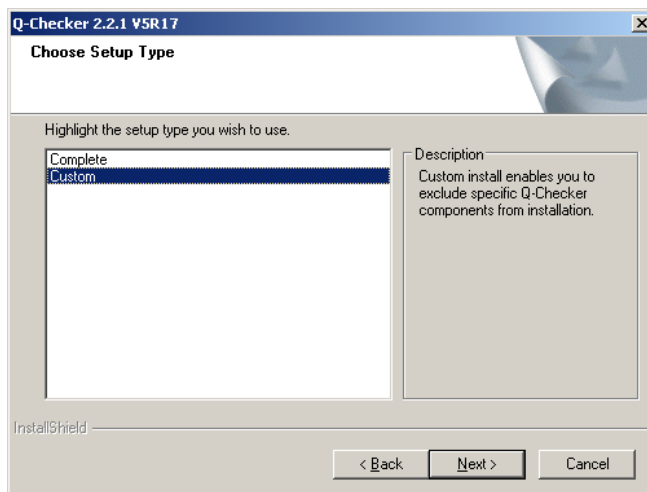 Q-Checker 2.2.1 V5R17
Choose Setup Type
Highlight the setup type you wish to use.
Complete
Custom
Description
Custom install enables you to
exclude specific Q-Checker
components from installation.
InstallShield
< Back
Next >
Cancel